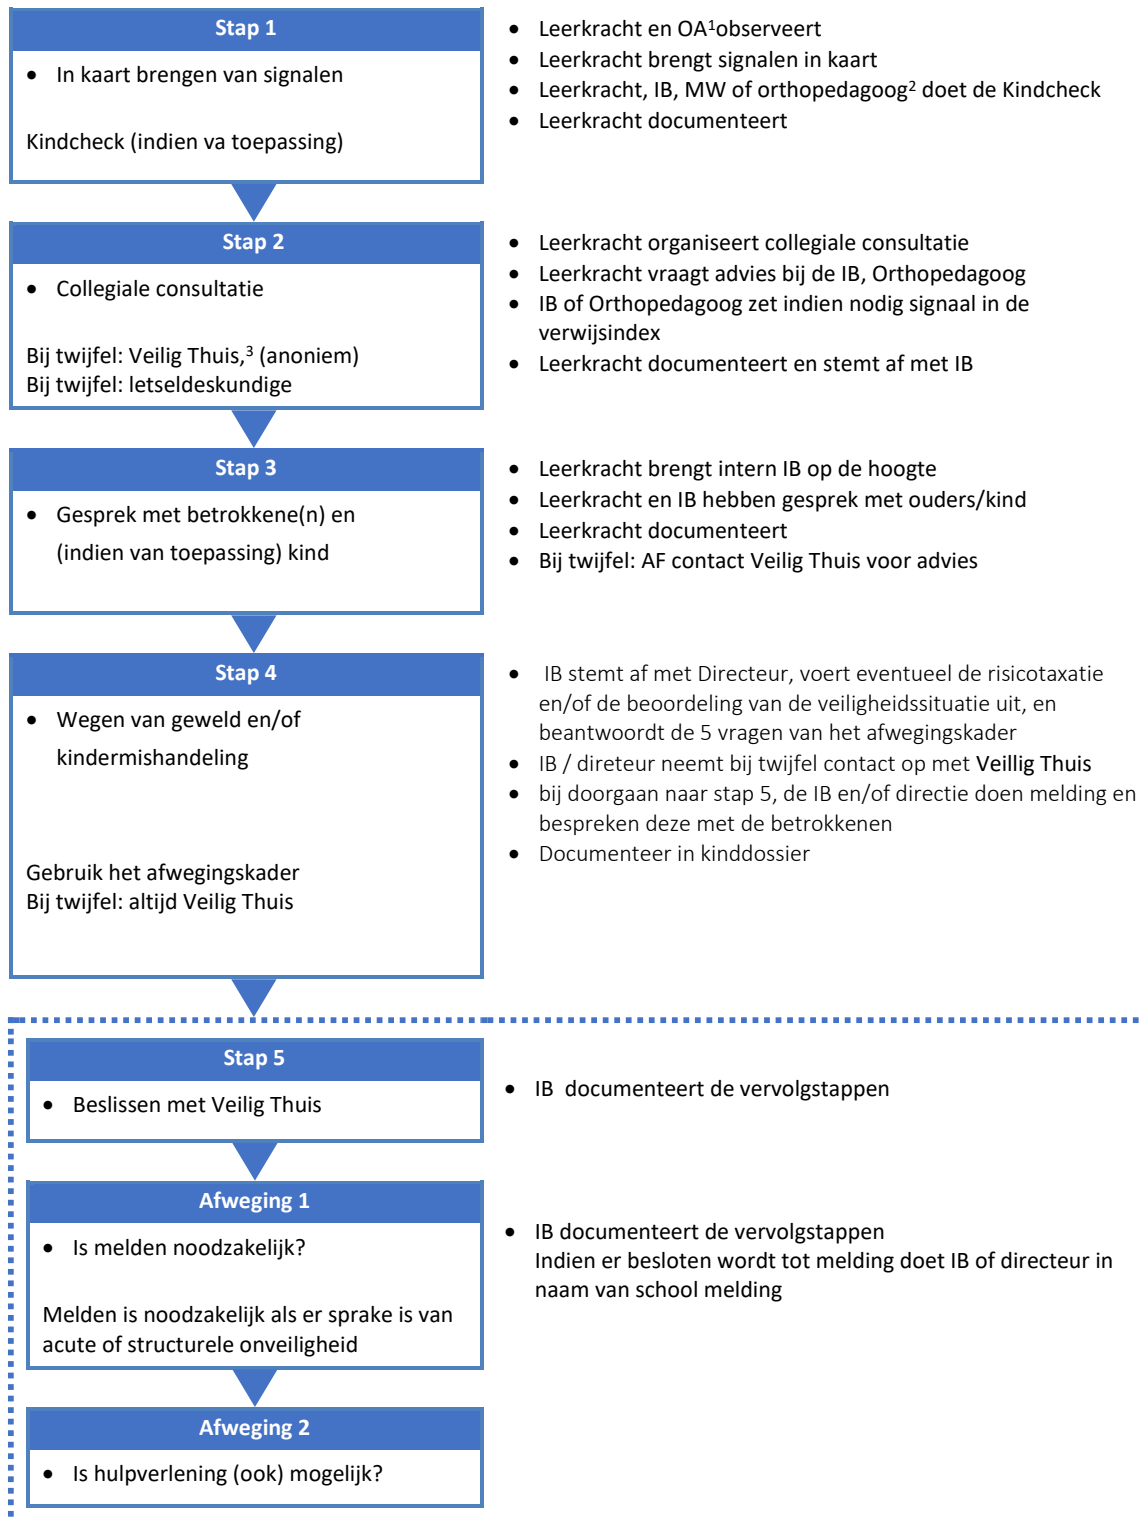 Stap 1
• In kaart brengen van signalen
Kindcheck (indien va toepassing)
• Leerkracht en OA¹observeert
• Leerkracht brengt signalen in kaart
• Leerkracht, IB, MW of orthopedagoog² doet de Kindcheck
• Leerkracht documenteert
Stap 2
• Collegiale consultatie
Bij twijfel: Veilig Thuis,³ (anoniem)
Bij twijfel: letseldeskundige
• Leerkracht organiseert collegiale consultatie
• Leerkracht vraagt advies bij de IB, Orthopedagoog
• IB of Orthopedagoog zet indien nodig signaal in de
verwijsindex
• Leerkracht documenteert en stemt af met IB
Stap 3
• Gesprek met betrokkene(n) en
(indien van toepassing) kind
• Leerkracht brengt intern IB op de hoogte
• Leerkracht en IB hebben gesprek met ouders/kind
• Leerkracht documenteert
• Bij twijfel: AF contact Veilig Thuis voor advies
Stap 4
• Wegen van geweld en/of
kindermishandeling
Gebruik het afwegingskader
Bij twijfel: altijd Veilig Thuis
• IB stemt af met Directeur, voert eventueel de risicotaxatie
en/of de beoordeling van de veiligheidssituatie uit, en
beantwoordt de 5 vragen van het afwegingskader
• IB / direteur neemt bij twijfel contact op met Veillig Thuis
• bij doorgaan naar stap 5, de IB en/of directie doen melding en
bespreken deze met de betrokkenen
• Documenteer in kinddossier
Stap 5
• Beslissen met Veilig Thuis
• IB documenteert de vervolgstappen
Afweging 1
• Is melden noodzakelijk?
Melden is noodzakelijk als er sprake is van
acute of structurele onveiligheid
• IB documenteert de vervolgstappen
Indien er besloten wordt tot melding doet IB of directeur in
naam van school melding
Afweging 2
• Is hulpverlening (ook) mogelijk?